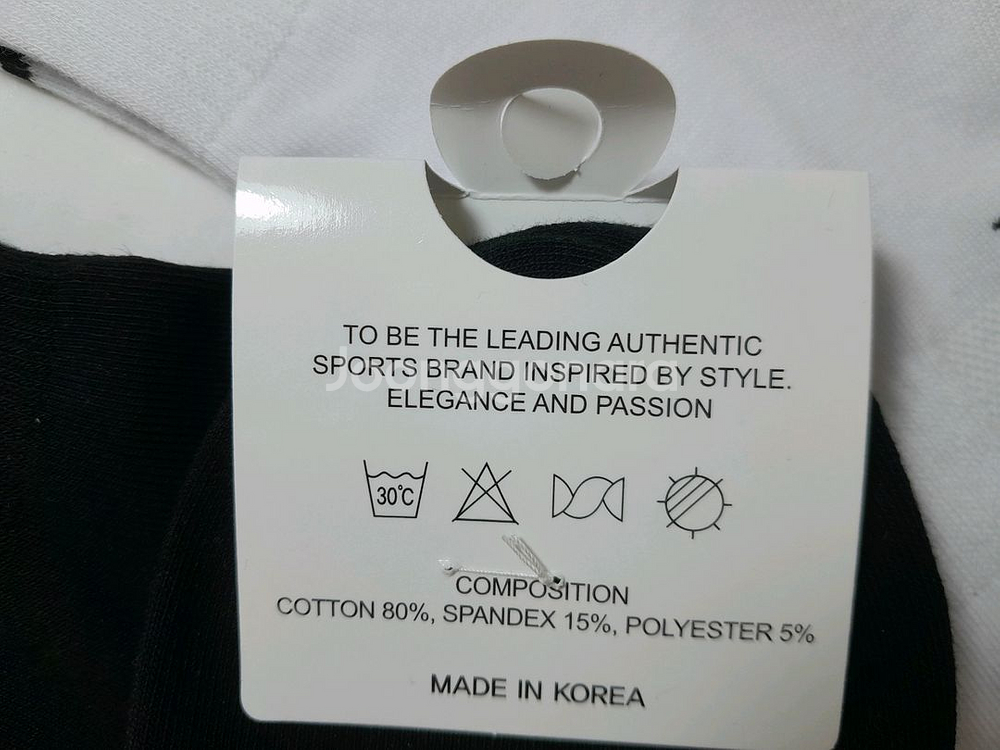 TO BE THE LEADING AUTHENTIC
SPORTS BRAND INSPIRED BY STYLE.
ELEGANCE AND PASSION
30℃
COMPOSITION
COTTON 80%, SPANDEX 15%, POLYESTER 5%
MADE IN KOREA